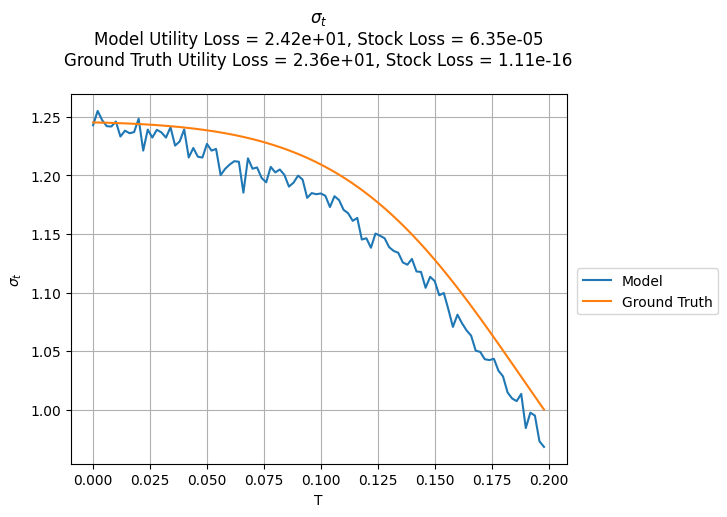 σt
Model Utility Loss = 2.42e+01, Stock Loss = 6.35e-05
Ground Truth Utility Loss = 2.36e+01, Stock Loss = 1.11e-16
1.25
1.20
1.15
1.10
1.05
1.00
σt
0.000 0.025 0.050 0.075 0.100 0.125 0.150 0.175 0.200
T
Model
Ground Truth